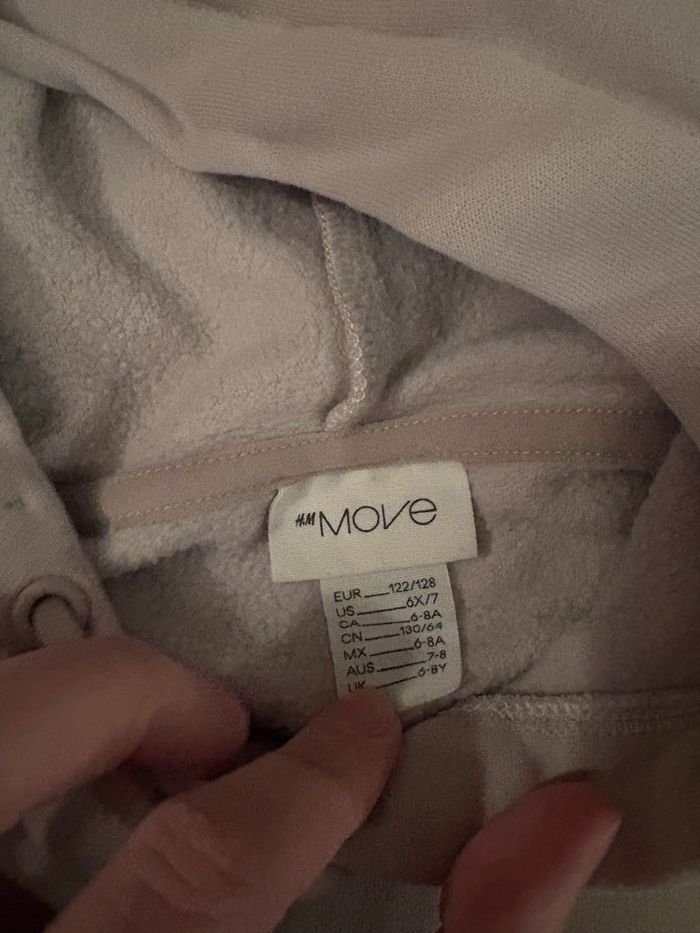 H&M MOVE
EUR 122/128
US 6X/7
CA 6-8A
CN 130/64
MX 6-8A
AUS 7-8
UK 6-8Y